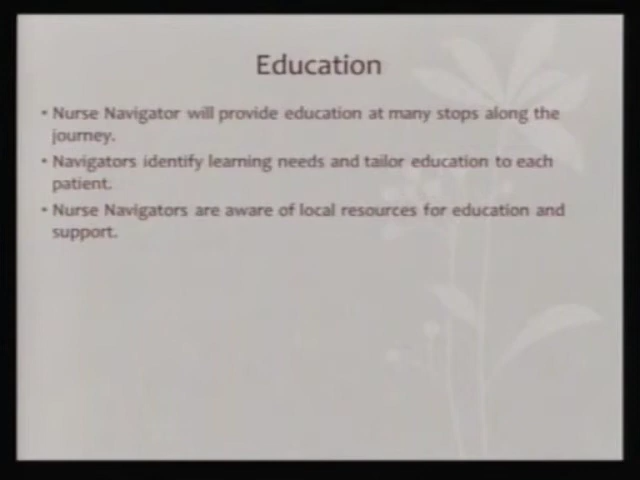 Education
• Nurse Navigator will provide education at many stops along the
journey.
• Navigators identify learning needs and tailor education to each
patient.
• Nurse Navigators are aware of local resources for education and
support.